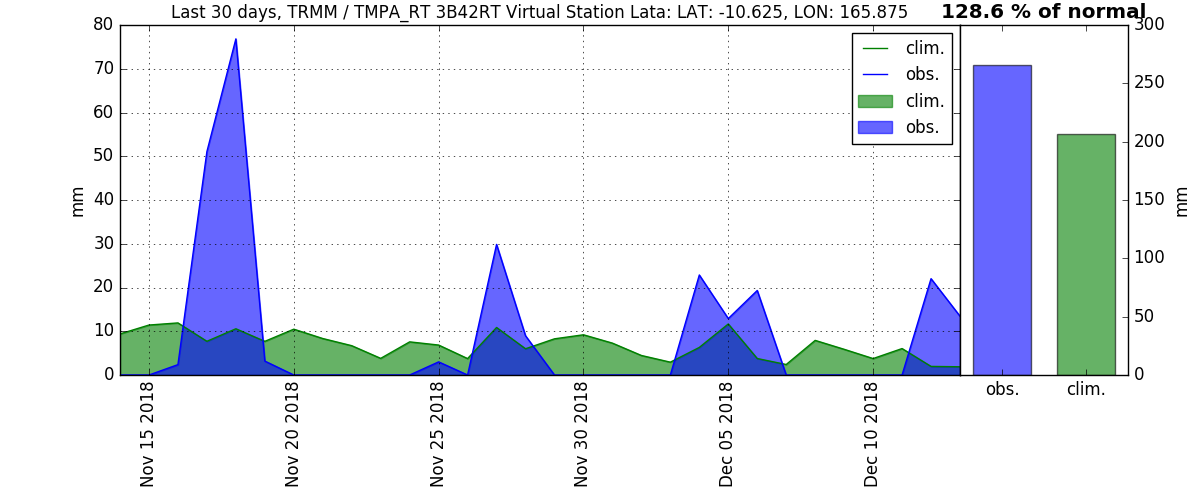 Last 30 days, TRMM / TMPA_RT 3B42RT Virtual Station Lata: LAT: -10.625, LON: 165.875
128.6 % of normal
mm
80
70
60
50
40
30
20
10
0
clim.
obs.
clim.
obs.
Nov 15 2018
Nov 20 2018
Nov 25 2018
Nov 30 2018
Dec 05 2018
Dec 10 2018
300
250
200
150
100
50
0
mm
obs.
clim.